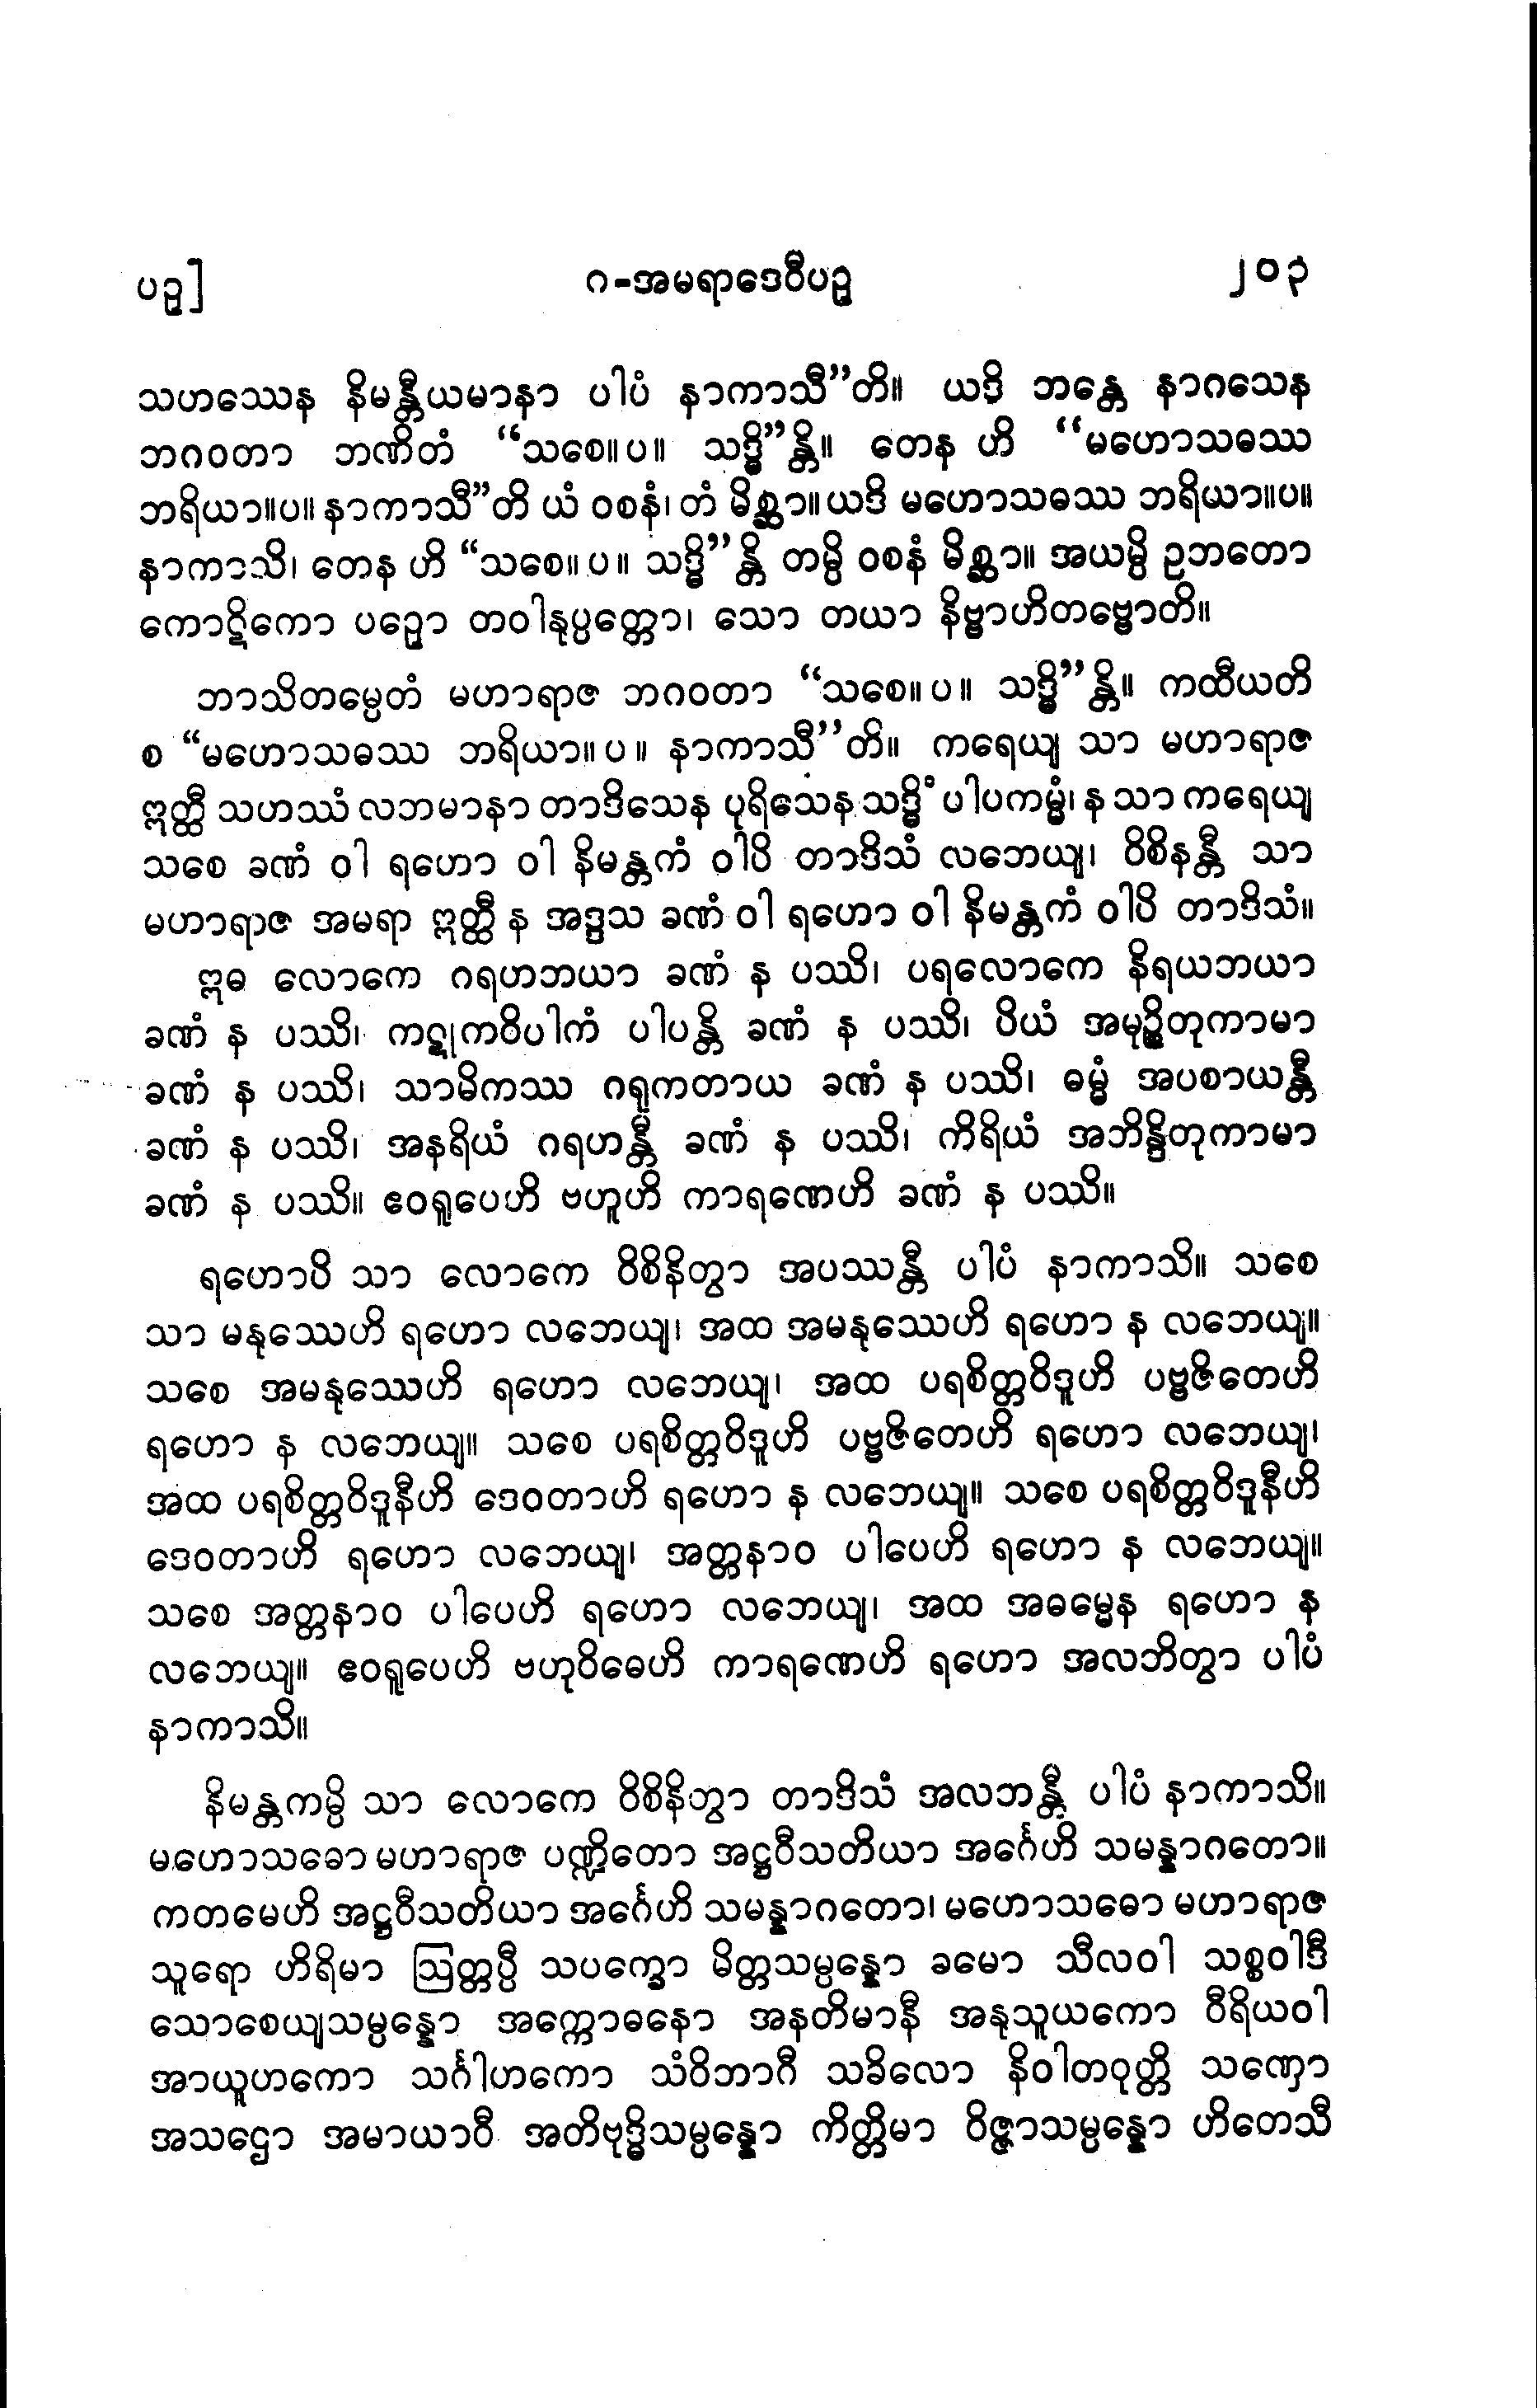 ပဉှ]
ဂ-အမရာဒေဝီပဉှ
၂၀၃
သဟဿေန နိမန္တီယမာနာ ပါပံ နာကာသီ”တိ။ ယဒိ ဘန္တေ နာဂသေန
ဘဂဝတာ ဘဏိတံ “သစေ။ပ။ သဒ္ဓိ”န္တိ။ တေန ဟိ “မဟောသဓဿ
ဘရိယာ။ပ။ နာကာသီ”တိ ယံ ဝစနံ၊ တံ မိစ္ဆာ။ ယဒိ မဟောသဓဿ ဘရိယာ။ပ။
နာကာသိ၊ တေန ဟိ “သစေ။ပ။ သဒ္ဓိ”န္တိ တမ္ပိ ဝစနံ မိစ္ဆာ။ အယမ္ပိ ဥဘတော
ကောဋိကော ပဉှော တဝါနုပ္ပတ္တော၊ သော တယာ နိဗ္ဗာဟိတဗ္ဗောတိ။
ဘာသိတမ္ပေတံ မဟာရာဇ ဘဂဝတာ “သစေ။ပ။ သဒ္ဓိ”န္တိ။ ကထီယတိ
စ “မဟောသဓဿ ဘရိယာ။ပ။ နာကာသီ”တိ။ ကရေယျ သာ မဟာရာဇ
ဣတ္ထီ သဟဿံ လဘမာနာ တာဒိသေန ပုရိသေန သဒ္ဓိံ ပါပကမ္မံ၊ န သာ ကရေယျ
သစေ ခဏံ ဝါ ရဟော ဝါ နိမန္တကံ ဝါပိ တာဒိသံ လဘေယျ၊ ဝိစိနန္တီ သာ
မဟာရာဇ အမရာ ဣတ္ထီ န အဒ္ဒသ ခဏံ ဝါ ရဟော ဝါ နိမန္တကံ ဝါပိ တာဒိသံ။
ဣဓ လောကေ ဂရဟဘယာ ခဏံ န ပဿိ၊ ပရလောကေ နိရယဘယာ
ခဏံ န ပဿိ၊ ကဋုကဝိပါကံ ပါပန္တိ ခဏံ န ပဿိ၊ ပိယံ အမုဉ္စိတုကာမာ
ခဏံ န ပဿိ၊ သာမိကဿ ဂရုကတာယ ခဏံ န ပဿိ၊ ဓမ္မံ အပစာယန္တီ
ခဏံ န ပဿိ၊ အနရိယံ ဂရဟန္တီ ခဏံ န ပဿိ၊ ကိရိယံ အဘိန္ဒိတုကာမာ
ခဏံ န ပဿိ။ ဧဝရူပေဟိ ဗဟူဟိ ကာရဏေဟိ ခဏံ န ပဿိ။
ရဟောပိ သာ လောကေ ဝိစိနိတွာ အပဿန္တီ ပါပံ နာကာသိ။ သစေ
သာ မနုဿေဟိ ရဟော လဘေယျ၊ အထ အမနုဿေဟိ ရဟော န လဘေယျ။
သစေ အမနုဿေဟိ ရဟော လဘေယျ၊ အထ ပရစိတ္တဝိဒူဟိ ပဗ္ဗဇိတေဟိ
ရဟော န လဘေယျ။ သစေ ပရစိတ္တဝိဒူဟိ ပဗ္ဗဇိတေဟိ ရဟော လဘေယျ၊
အထ ပရစိတ္တဝိဒူနီဟိ ဒေဝတာဟိ ရဟော န လဘေယျ။ သစေ ပရစိတ္တဝိဒူနီဟိ
ဒေဝတာဟိ ရဟော လဘေယျ၊ အတ္တနာဝ ပါပေဟိ ရဟော န လဘေယျ။
သစေ အတ္တနာဝ ပါပေဟိ ရဟော လဘေယျ၊ အထ အဓမ္မေန ရဟော န
လဘေယျ။ ဧဝရူပေဟိ ဗဟုဝိဓေဟိ ကာရဏေဟိ ရဟော အလဘိတွာ ပါပံ
နာကာသိ။
နိမန္တကမ္ပိ သာ လောကေ ဝိစိနိတွာ တာဒိသံ အလဘန္တီ ပါပံ နာကာသိ။
မဟောသဓော မဟာရာဇ ပဏ္ဍိတော အဋ္ဌဝီသတိယာ အင်္ဂေဟိ သမန္နာဂတော။
ကတမေဟိ အဋ္ဌဝီသတိယာ အင်္ဂေဟိ သမန္နာဂတော၊ မဟောသဓော မဟာရာဇ
သူရော ဟိရိမာ ဩတ္တပ္ပီ သပက္ခော မိတ္တသမ္ပန္နော ခမော သီလဝါ သစ္စဝါဒီ
သောစေယျသမ္ပန္နော အက္ကောဓနော အနတိမာနီ အနုသူယကော ဝီရိယဝါ
အာယူဟကော သင်္ဂါဟကော သံဝိဘာဂီ သခိလော နိဝါတဝုတ္တိ သဏှော
အသဌော အမာယာဝီ အတိဗုဒ္ဓိသမ္ပန္နော ကိတ္တိမာ ဝိဇ္ဇာသမ္ပန္နော ဟိတေသီ